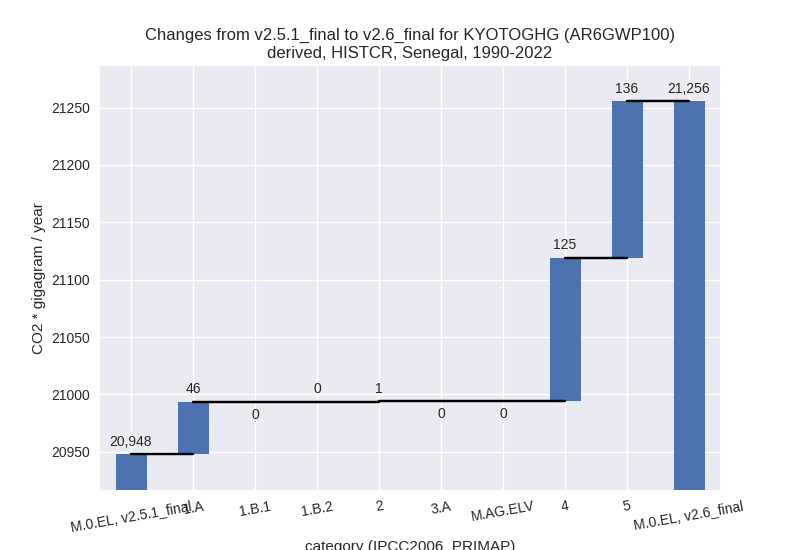 Changes from v2.5.1_final to v2.6_final for KYOTOGHG (AR6GWP100)
derived, HISTCR, Senegal, 1990-2022
CO2 * gigagram / year
21250
21200
21150
21100
21050
21000
20950
20,948
46
0
0
1
0
0
125
136
21,256
M.0.EL, v2.5.1_final
1.A
1.B.1
1.B.2
2
3.A
M.AG.ELV
4
5
M.0.EL, v2.6_final
category (IPCC2006_PRIMAP)